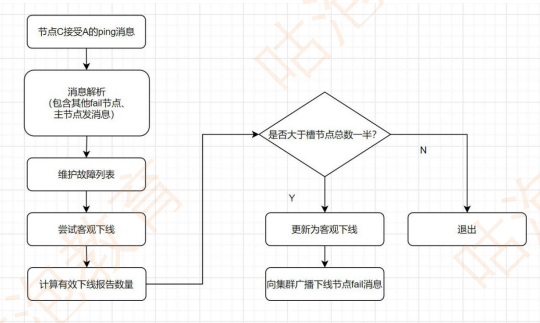 节点C接受A的ping消息
消息解析
(包含其他fail节点、
主节点发消息)
维护故障列表
尝试客观下线
计算有效下线报告数量
是否大于槽节点总数一半?
Y
N
更新为客观下线
退出
向集群广播下线节点fail消息
咕泡教育